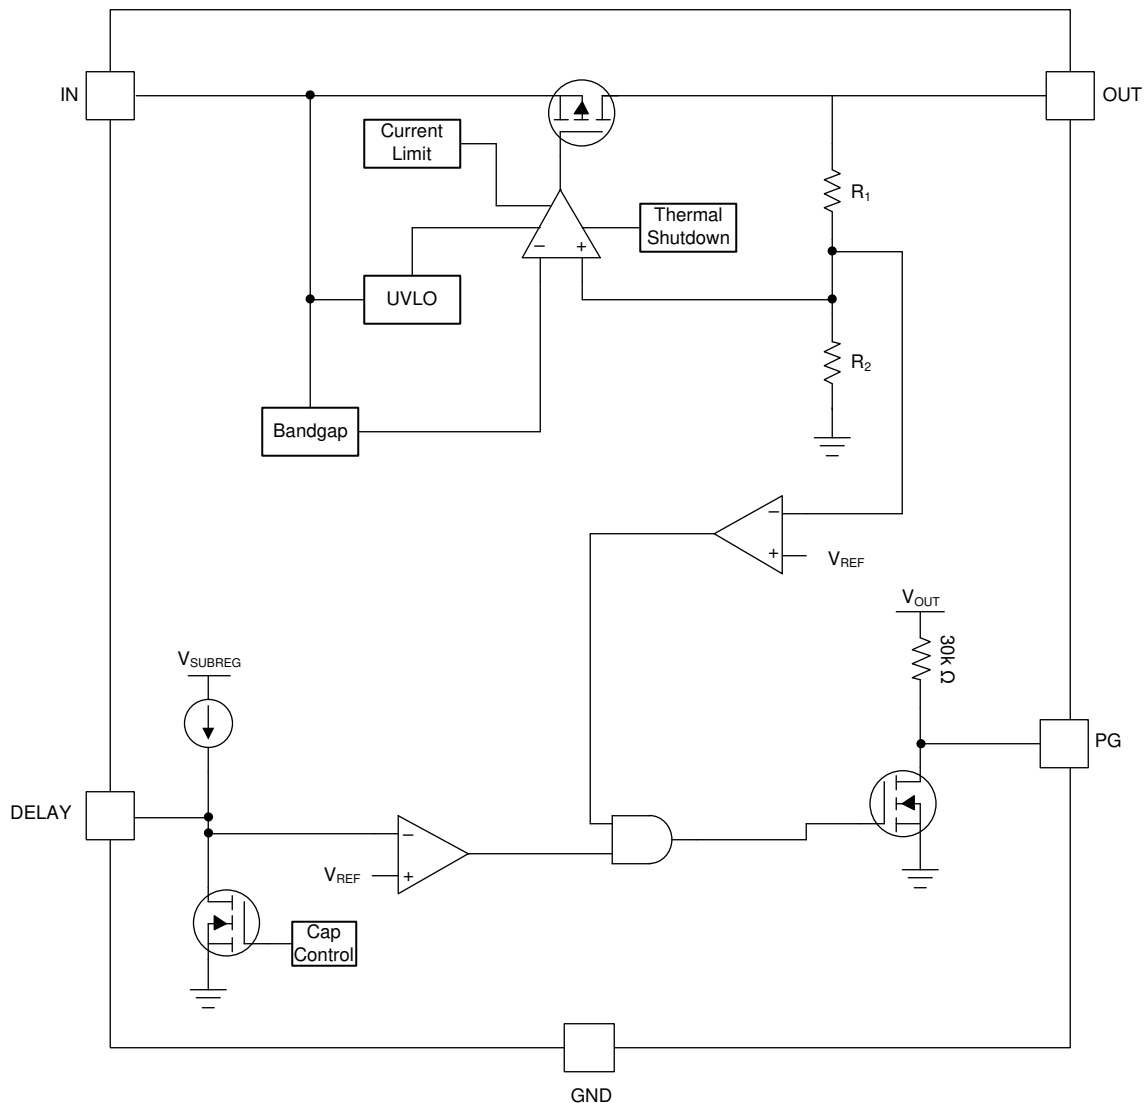 IN
OUT
Current
Limit
R1
Thermal
Shutdown
− +
UVLO
R2
Bandgap
−
+ VREF
VOUT
30k Ω
VSUBREG
PG
DELAY
−
VREF +
Cap
Control
GND